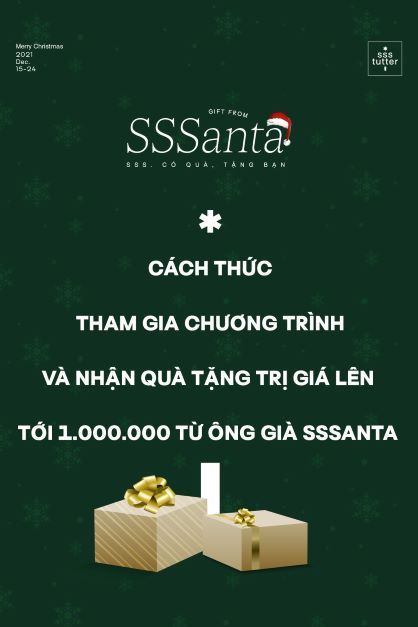 Merry Christmas
2021
Dec.
15-24
sss
tutter
GIFT FROM
SSSanta
SSS. CÓ QUÀ, TẶNG BẠN
CÁCH THỨC
THAM GIA CHƯƠNG TRÌNH
VÀ NHẬN QUÀ TẶNG TRỊ GIÁ LÊN
TỚI 1.000.000 TỪ ÔNG GIÀ SSSANTA